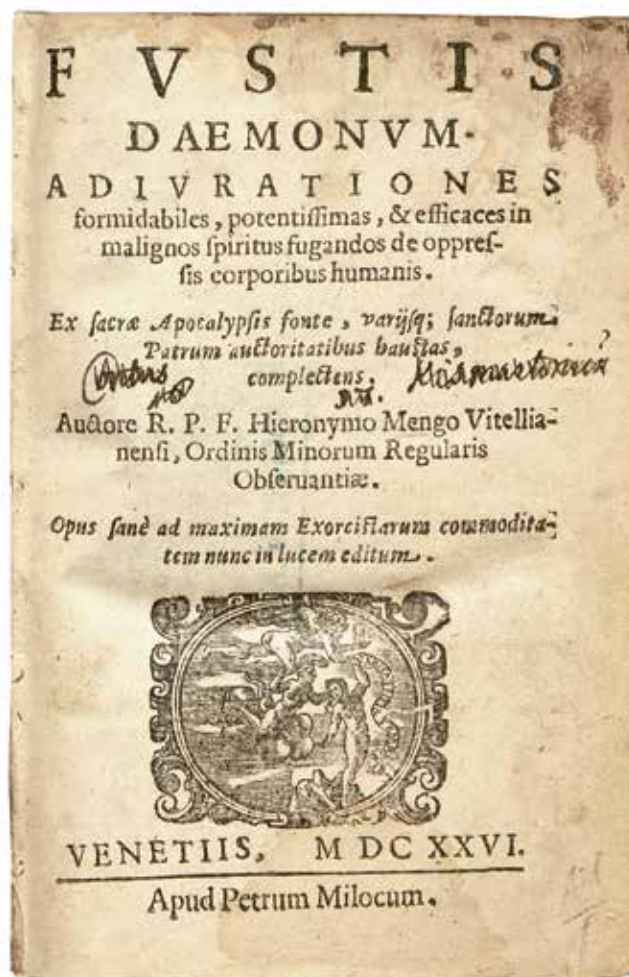 F V S T I S
DAEMONVM.
A D I V R A T I O N E S
formidabiles, potentiſſimas, & efficaces in
malignos ſpiritus fugandos de oppreſ-
ſis corporibus humanis.
Ex ſacræ Apocalypſis fonte, varijſq; ſanctorum
Patrum auctoritatibus hauſtas,
complectens.
Auctore R. P. F. Hieronymo Mengo Vitellia-
nenſi, Ordinis Minorum Regularis
Obſeruantiæ.
Opus ſanè ad maximam Exorciſtarum commodita-
tem nunc in lucem editum.
VENETIIS, M DC XXVI.
Apud Petrum Milocum.